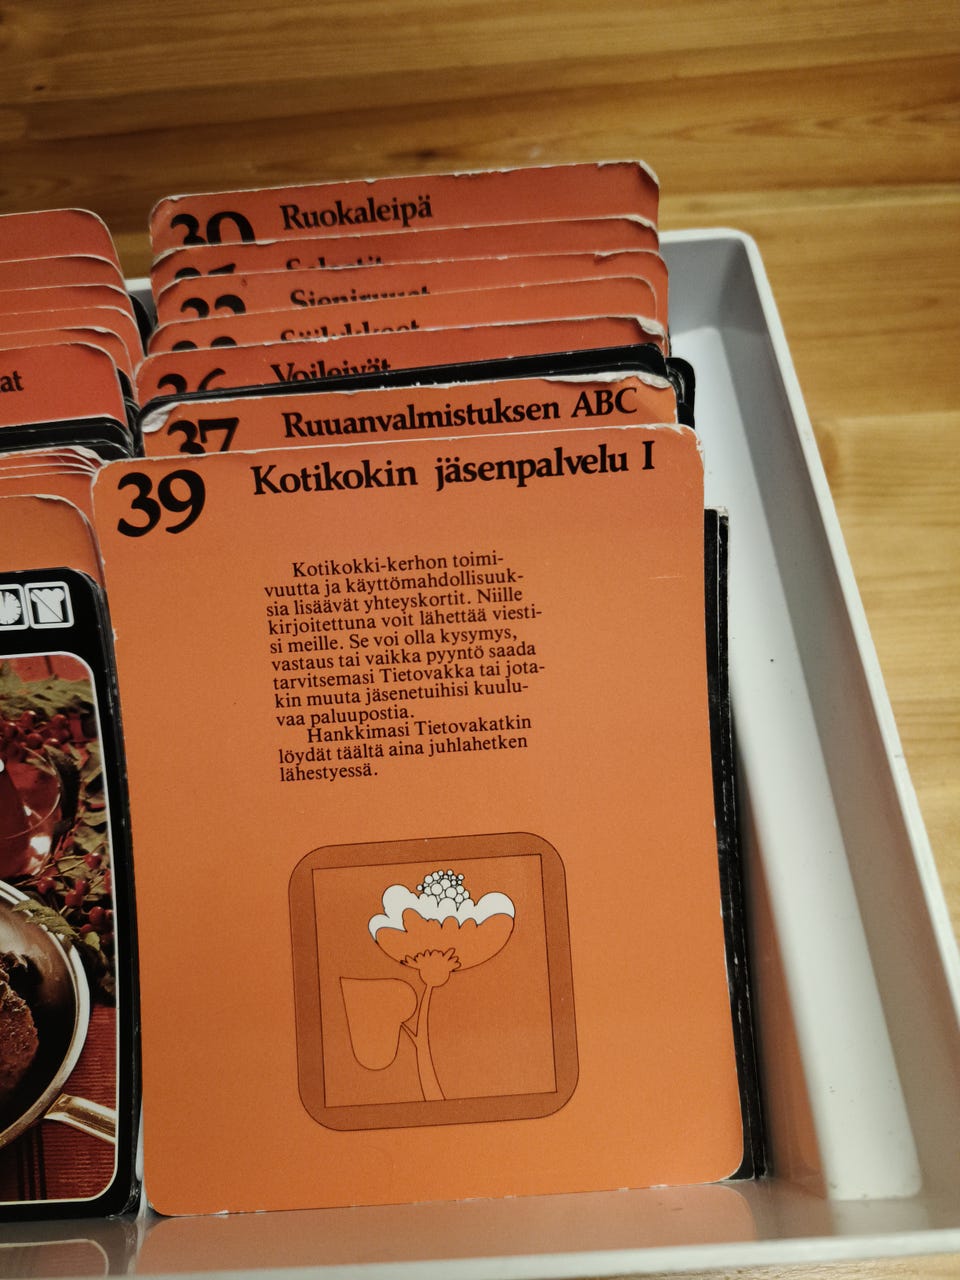 30 Ruokaleipä
Sieniruuat
36 Voileivät
at
37 Ruuanvalmistuksen ABC
39 Kotikokin jäsenpalvelu I
Kotikokki-kerhon toimi-
vuutta ja käyttömahdollisuuk-
sia lisäävät yhteyskortit. Niille
kirjoitettuna voit lähettää viesti-
si meille. Se voi olla kysymys,
vastaus tai vaikka pyyntö saada
tarvitsemasi Tietovakka tai jota-
kin muuta jäsenetuihisi kuulu-
vaa paluupostia.
Hankkimasi Tietovakatkin
löydät täältä aina juhlahetken
lähestyessä.